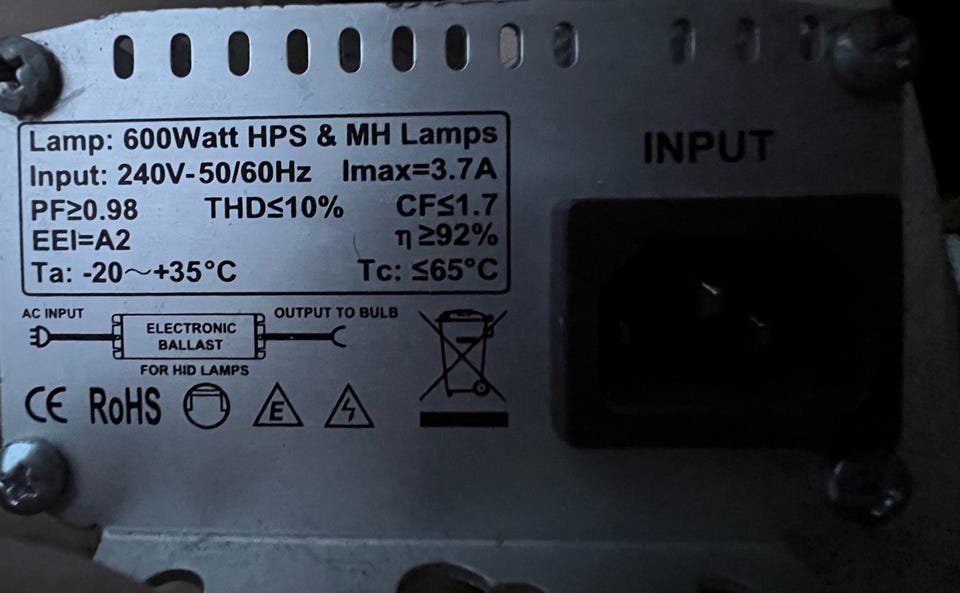 Lamp: 600Watt HPS & MH Lamps
Input: 240V-50/60Hz Imax=3.7A
PF≥0.98 THD≤10% CF≤1.7
EEI=A2 η≥92%
Ta: -20~+35°C Tc: ≤65°C
INPUT
AC INPUT OUTPUT TO BULB
ELECTRONIC
BALLAST
FOR HID LAMPS
CE RoHS E